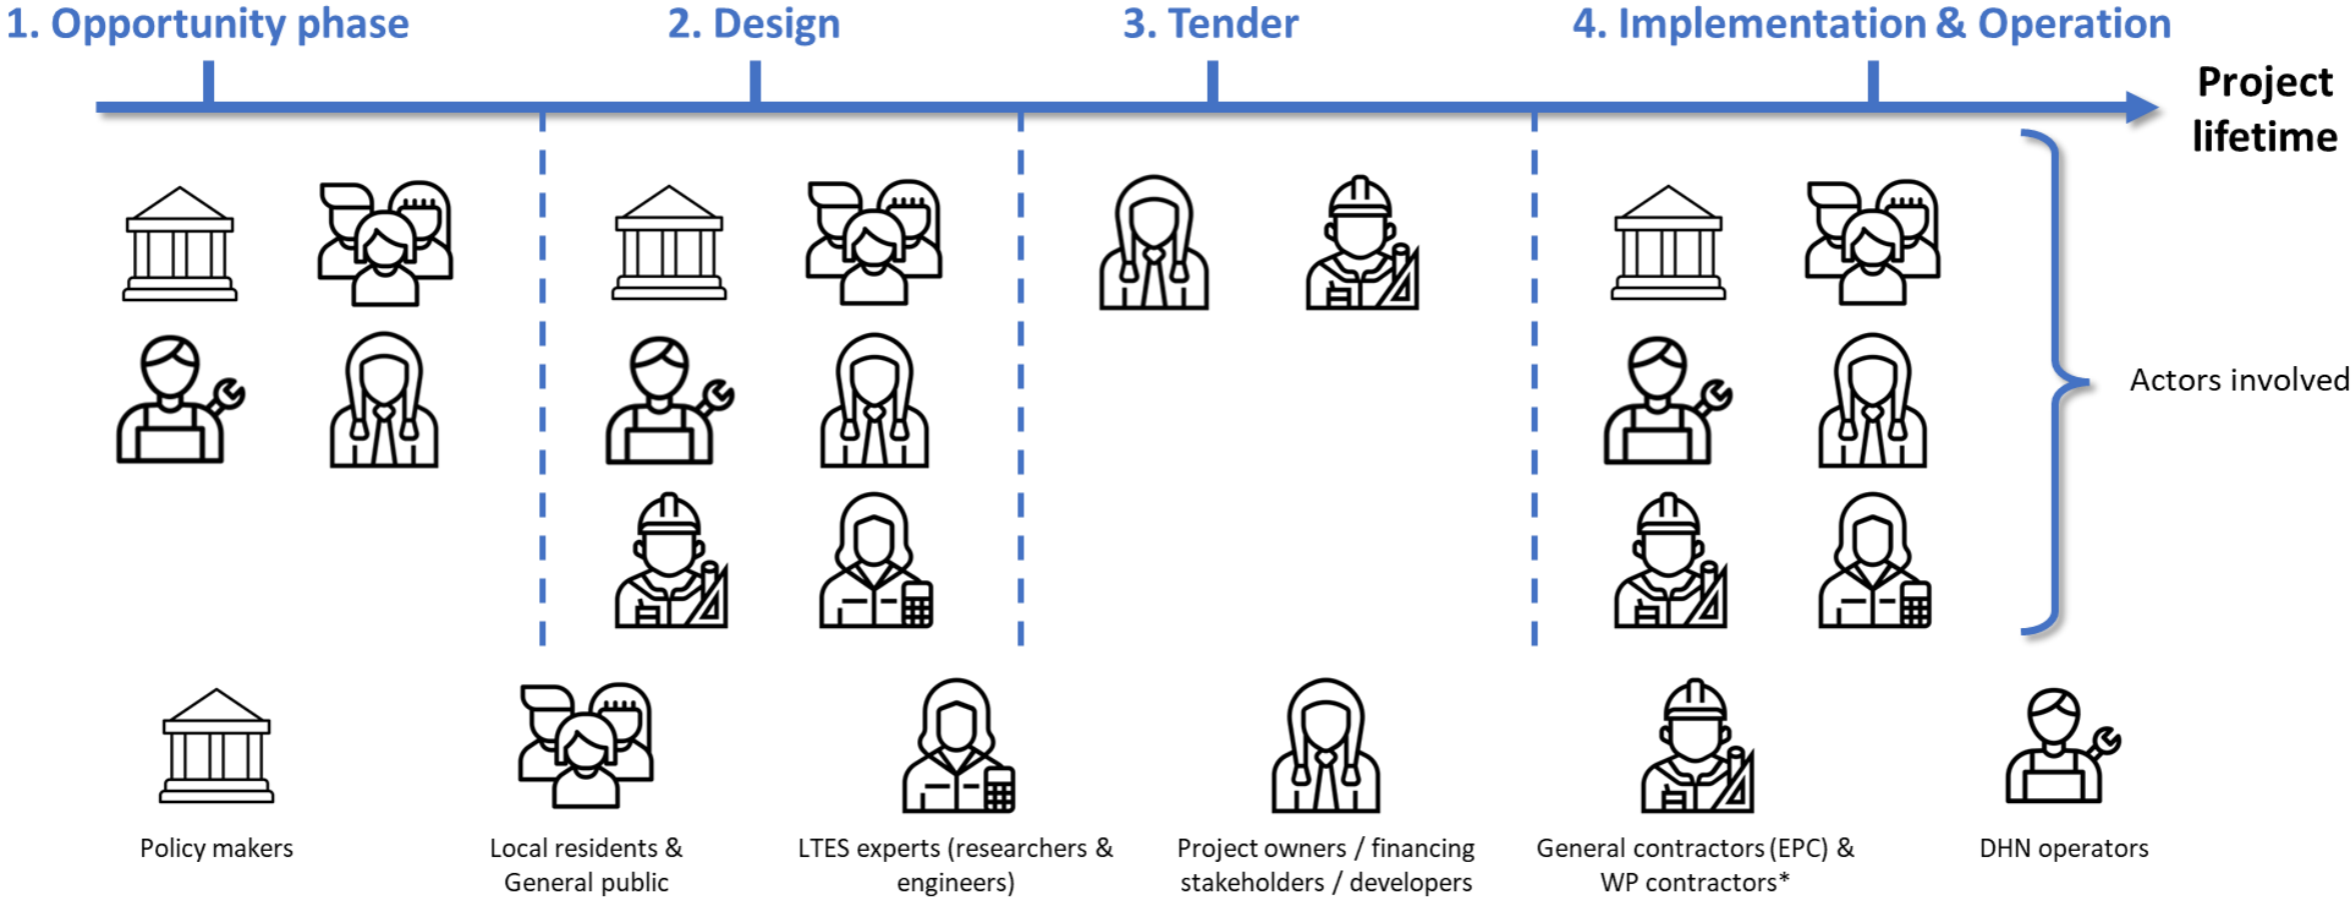 1. Opportunity phase
2. Design
3. Tender
4. Implementation & Operation
Project
lifetime
Actors involved
Policy makers
Local residents &
General public
LTES experts (researchers &
engineers)
Project owners / financing
stakeholders / developers
General contractors (EPC) &
WP contractors*
DHN operators